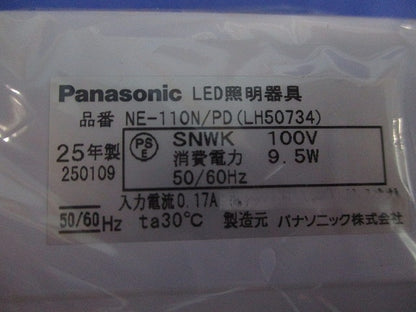 Panasonic LED照明器具
品番 NE-110N/PD(LH50734)
25年製
250109
PS
E
SNWK 100V
消費電力 9.5W
50/60Hz
入力電流0.17A
50/60Hz ta30℃ 製造元 パナソニック株式会社